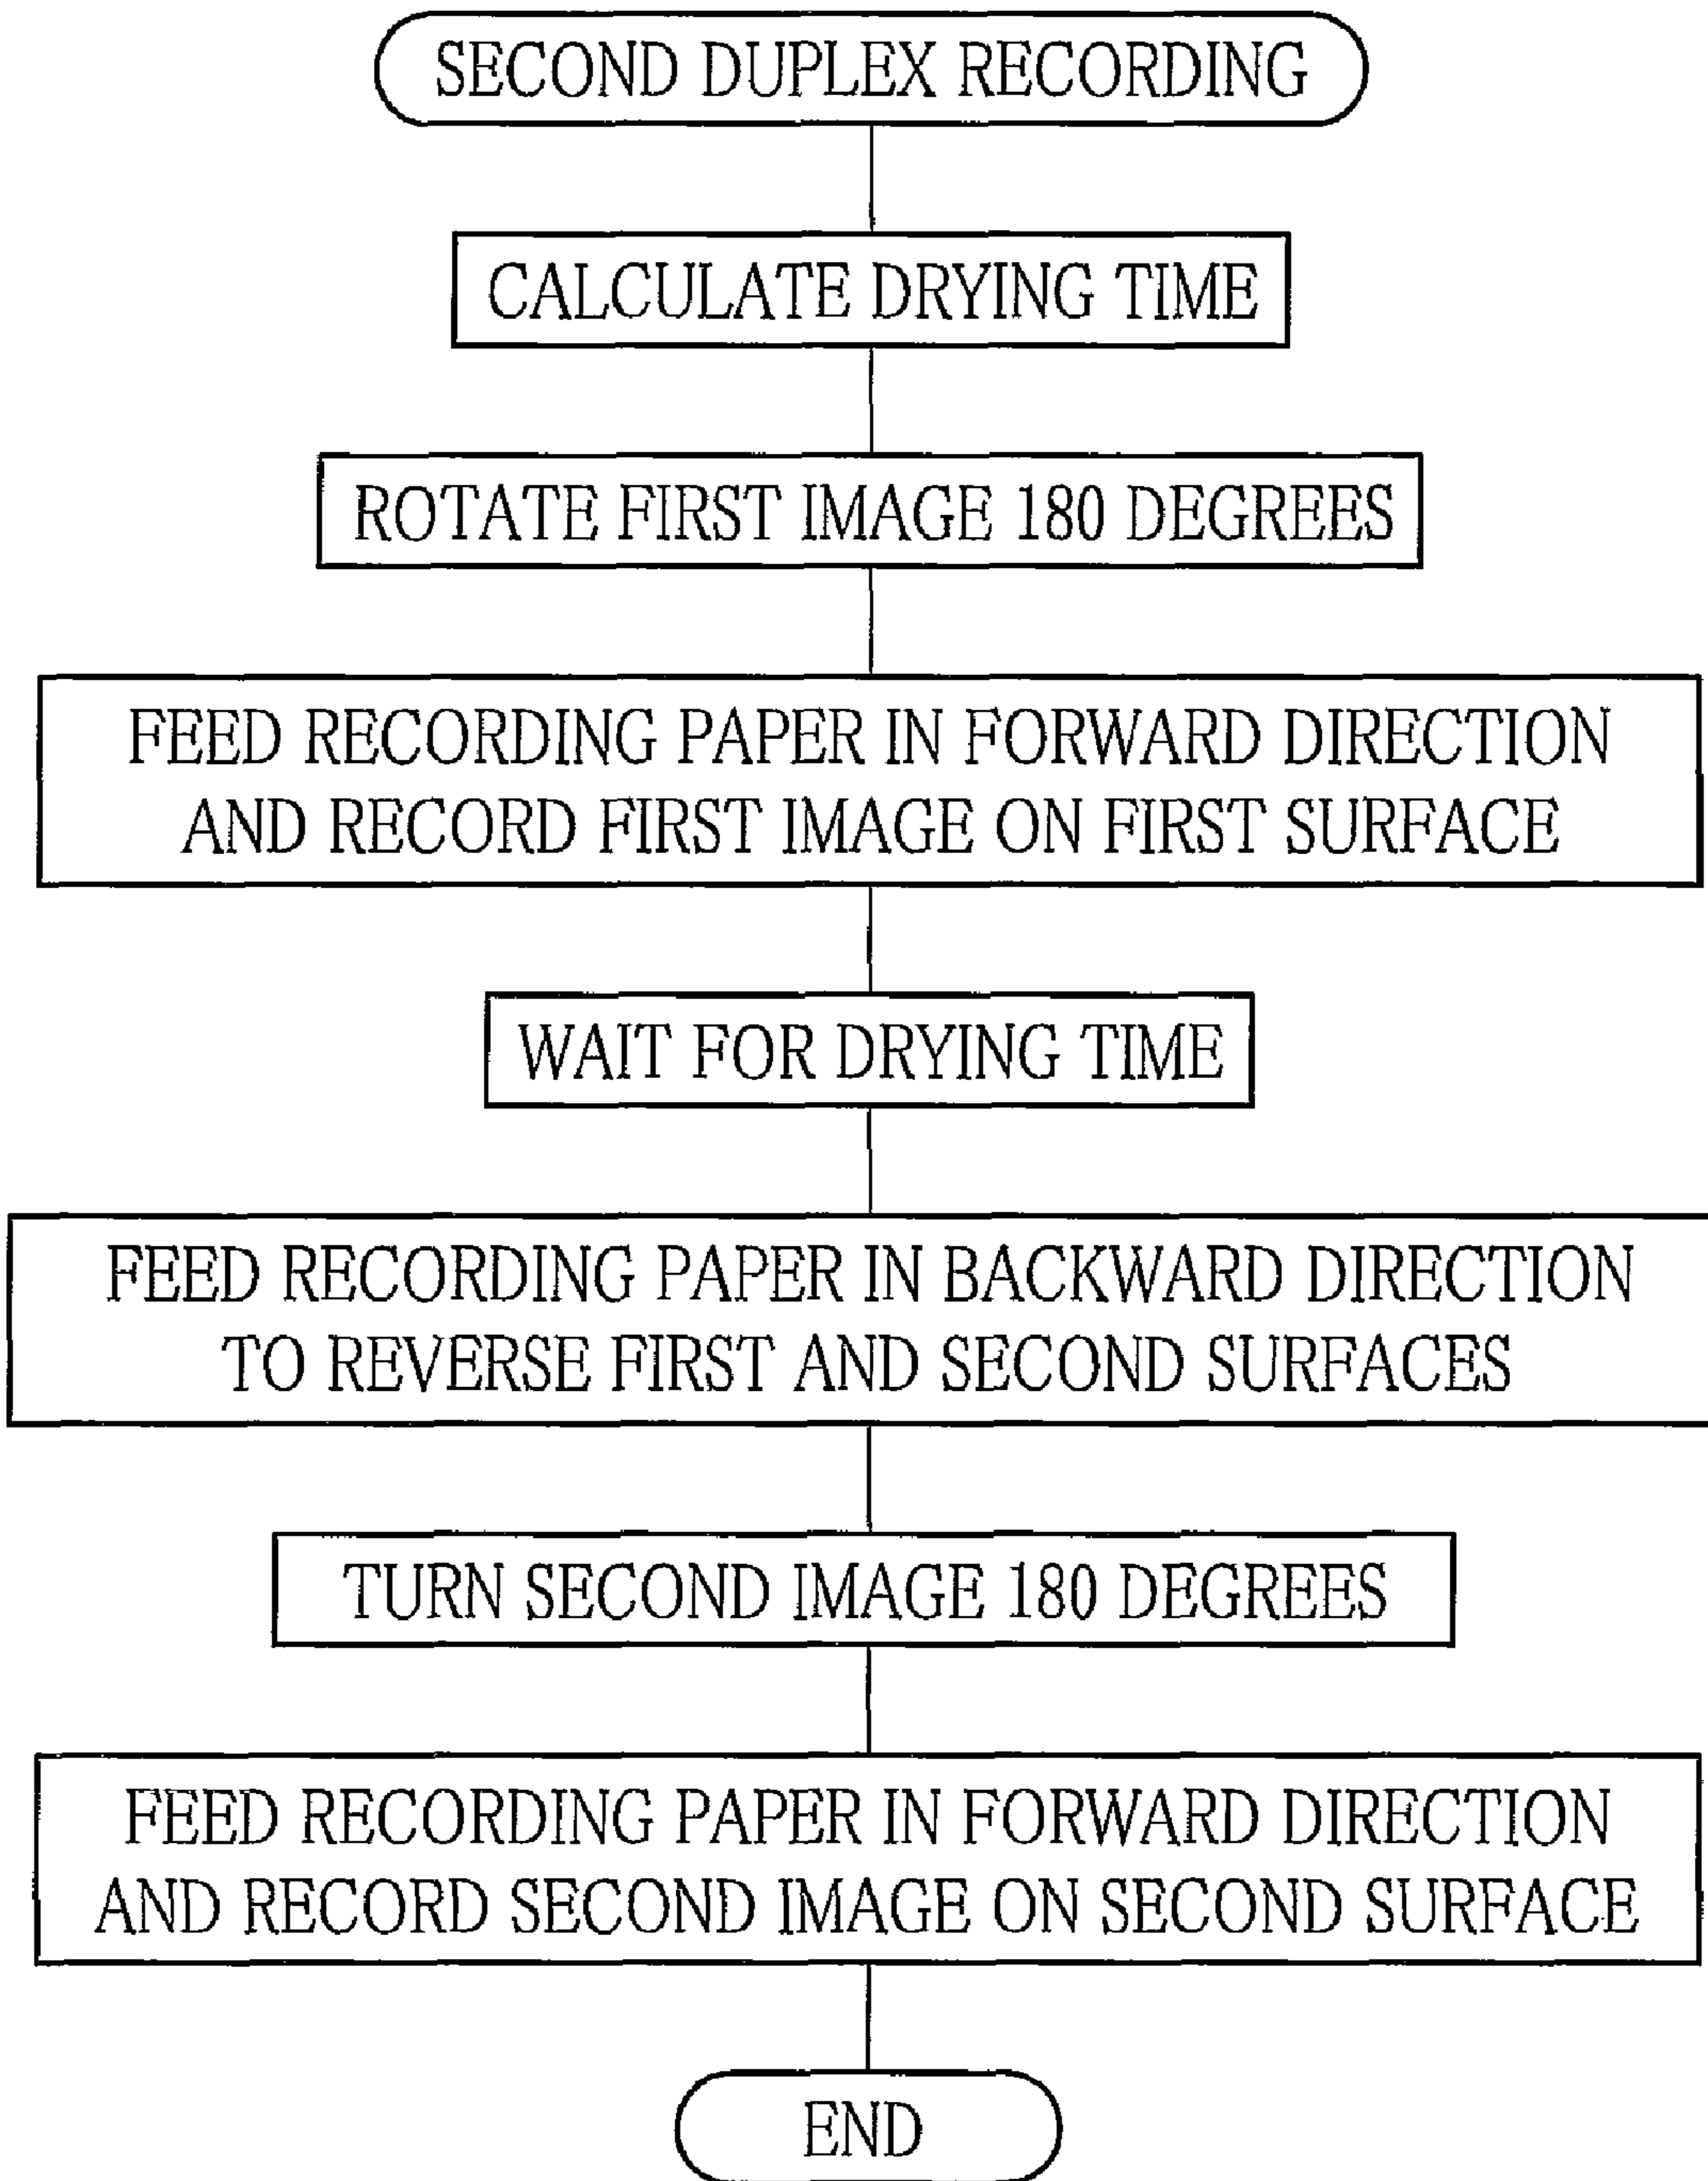 SECOND DUPLEX RECORDING
CALCULATE DRYING TIME
ROTATE FIRST IMAGE 180 DEGREES
FEED RECORDING PAPER IN FORWARD DIRECTION
AND RECORD FIRST IMAGE ON FIRST SURFACE
WAIT FOR DRYING TIME
FEED RECORDING PAPER IN BACKWARD DIRECTION
TO REVERSE FIRST AND SECOND SURFACES
TURN SECOND IMAGE 180 DEGREES
FEED RECORDING PAPER IN FORWARD DIRECTION
AND RECORD SECOND IMAGE ON SECOND SURFACE
END